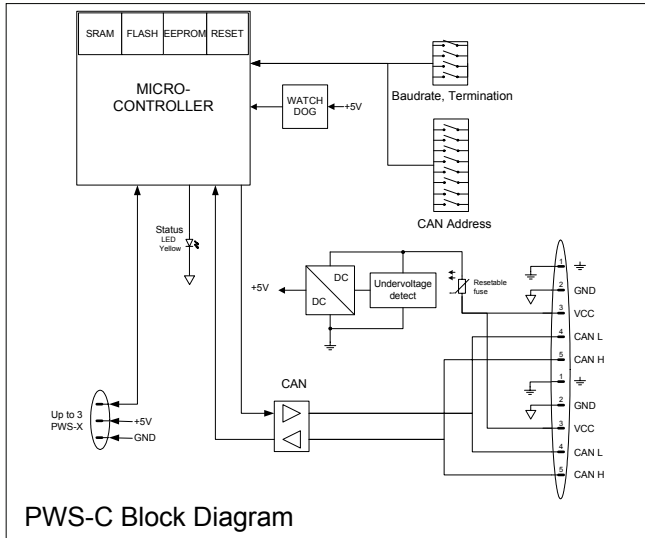 SRAM FLASH EEPROM RESET
MICRO-
CONTROLLER
WATCH
DOG
+5V
Baudrate, Termination
CAN Address
Status
LED
Yellow
+5V
DC
DC
Undervoltage
detect
Resetable
fuse
1
2 GND
3 VCC
4 CAN L
5 CAN H
1
2 GND
3 VCC
4 CAN L
5 CAN H
CAN
Up to 3
PWS-X
+5V
GND
PWS-C Block Diagram